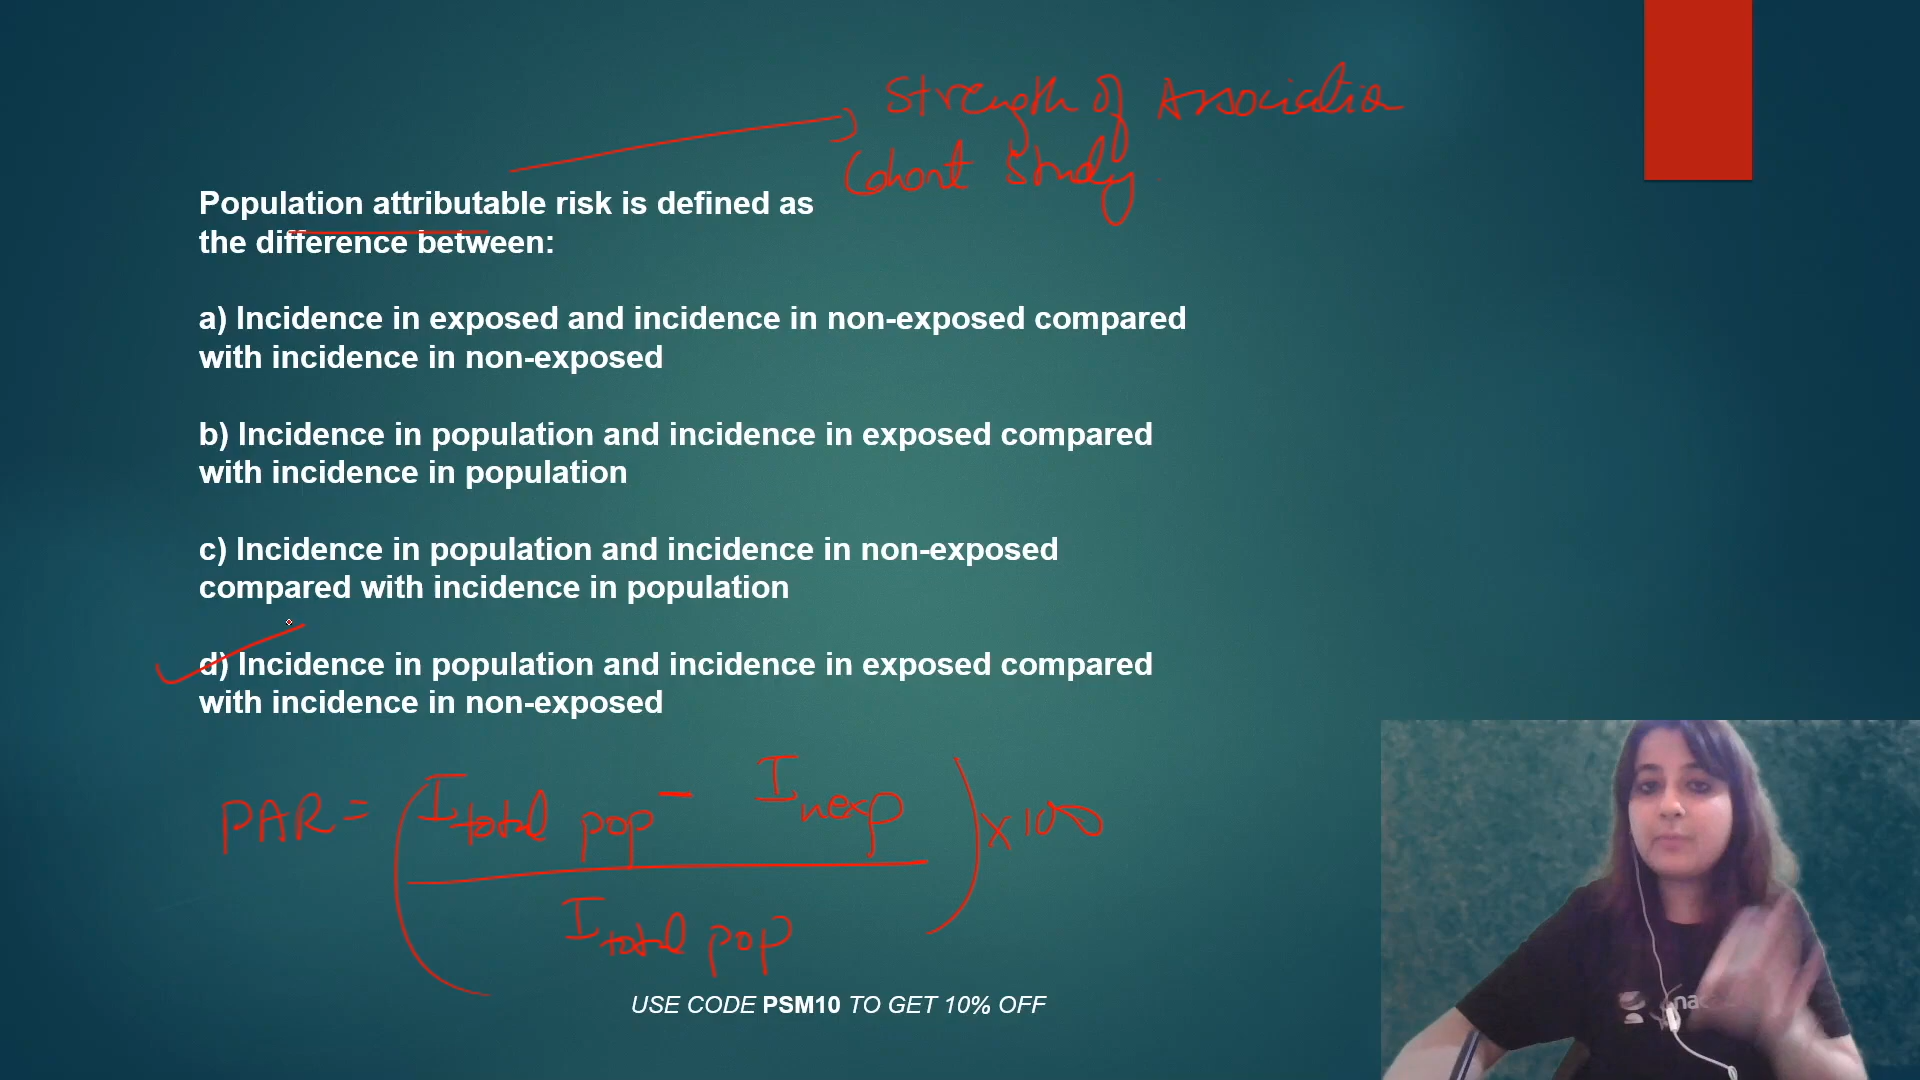 Strength of Association
Cohort Study
Population attributable risk is defined as
the difference between:
a) Incidence in exposed and incidence in non-exposed compared
with incidence in non-exposed
b) Incidence in population and incidence in exposed compared
with incidence in population
c) Incidence in population and incidence in non-exposed
compared with incidence in population
d) Incidence in population and incidence in exposed compared
with incidence in non-exposed
PAR = (I total pop - I nexp) x 100
I total pop
USE CODE PSM10 TO GET 10% OFF